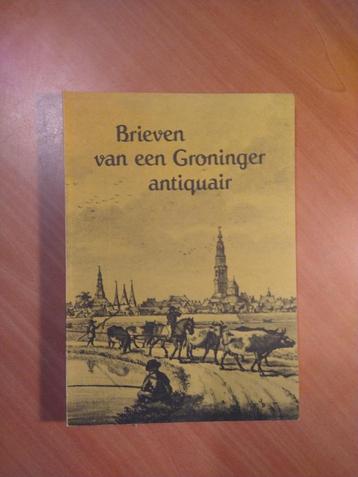 Brieven
van een Groninger
antiquair